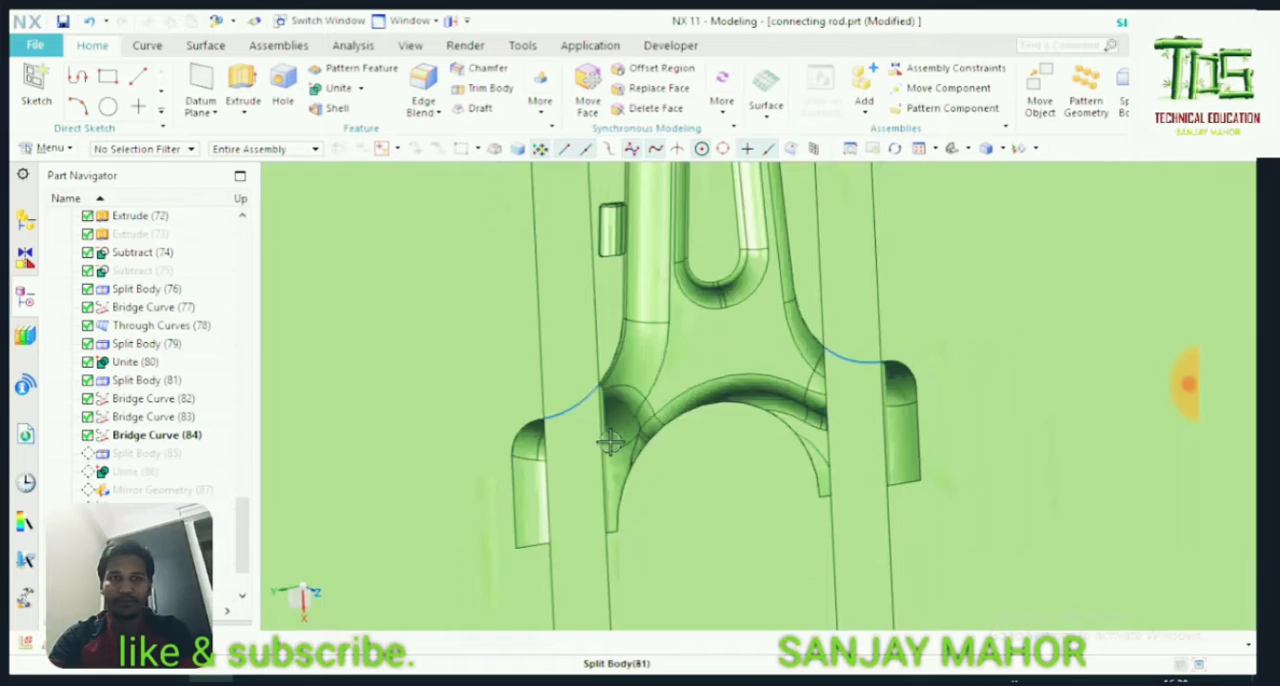 NX
Switch Window
Window
NX 11 - Modeling - [connecting rod.prt (Modified) ]
SI
File
Home
Curve
Surface
Assemblies
Analysis
View
Render
Tools
Application
Developer
Find a Command
Sketch
Direct Sketch
Datum
Plane
Extrude
Hole
Pattern Feature
Unite
Shell
Edge
Blend
Chamfer
Trim Body
Draft
More
Feature
Move
Face
Offset Region
Replace Face
Delete Face
More
Synchronous Modeling
Surface
Add
Assembly Constraints
Move Component
Pattern Component
Assemblies
Move
Object
Pattern
Geometry
TPS
TECHNICAL EDUCATION
SANJAY MAHOR
Menu
No Selection Filter
Entire Assembly
Part Navigator
Name
Up
Extrude (72)
Extrude (73)
Subtract (74)
Subtract (75)
Split Body (76)
Bridge Curve (77)
Through Curves (78)
Split Body (79)
Unite (80)
Split Body (81)
Bridge Curve (82)
Bridge Curve (83)
Bridge Curve (84)
Split Body (85)
Unite (86)
Mirror Geometry (87)
Y
Z
X
like & subscribe.
SANJAY MAHOR
Split Body(81)